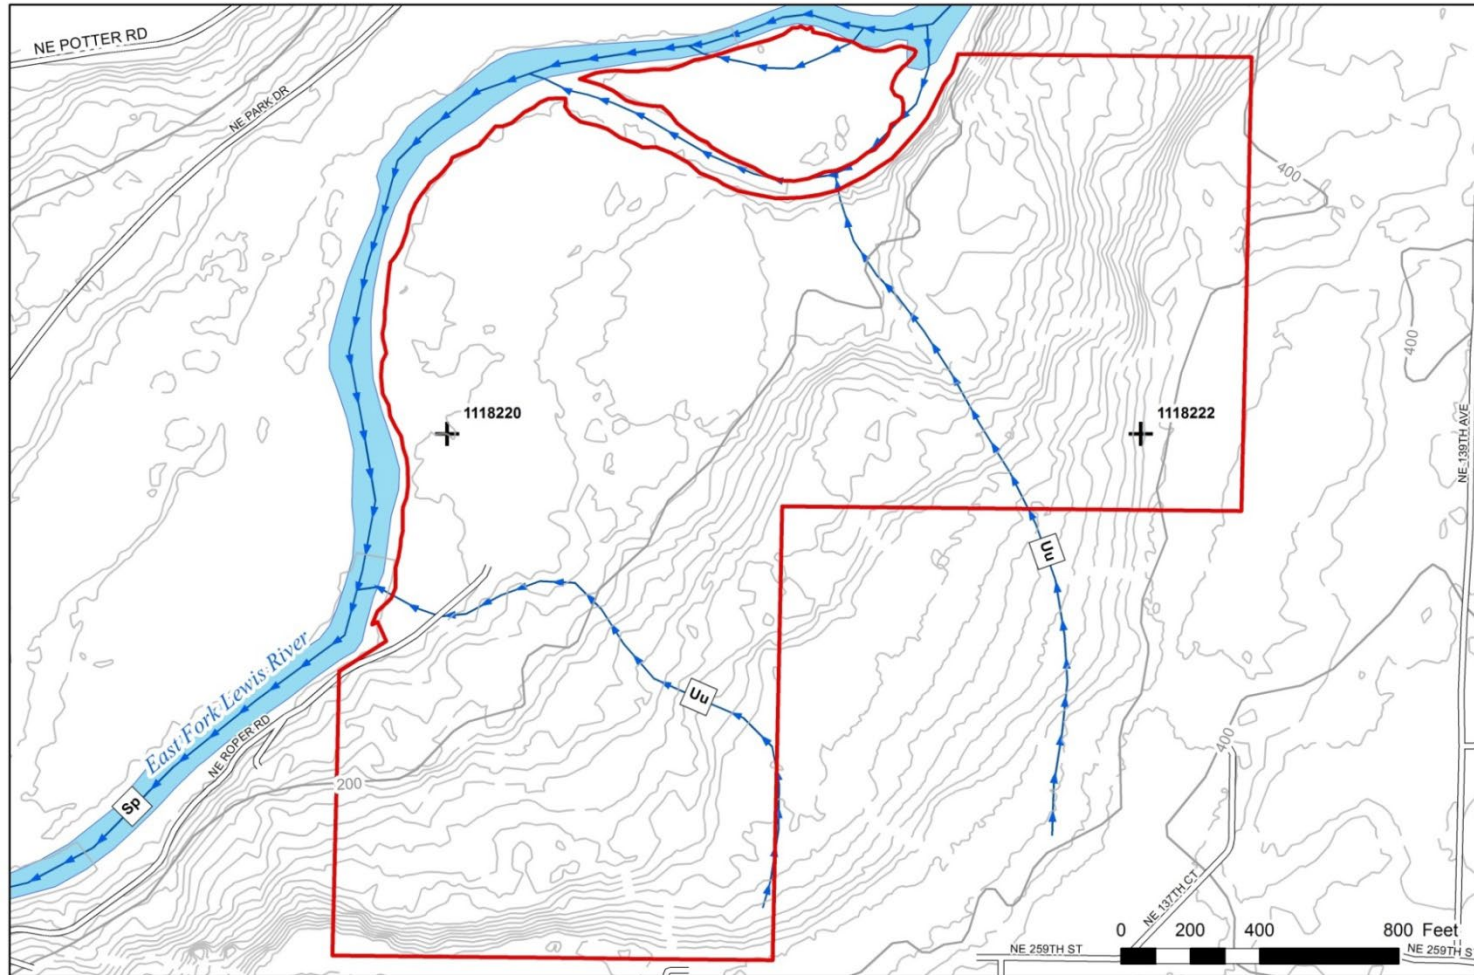 NE POTTER RD
NE PARK DR
400
400
NE 139TH AVE
1118220
1118222
Uu
Uu
East Fork Lewis River
NE ROPER RD
Sp
200
400
NE 137TH CT
0 200 400 800 Feet
NE 259TH ST
NE 259TH S